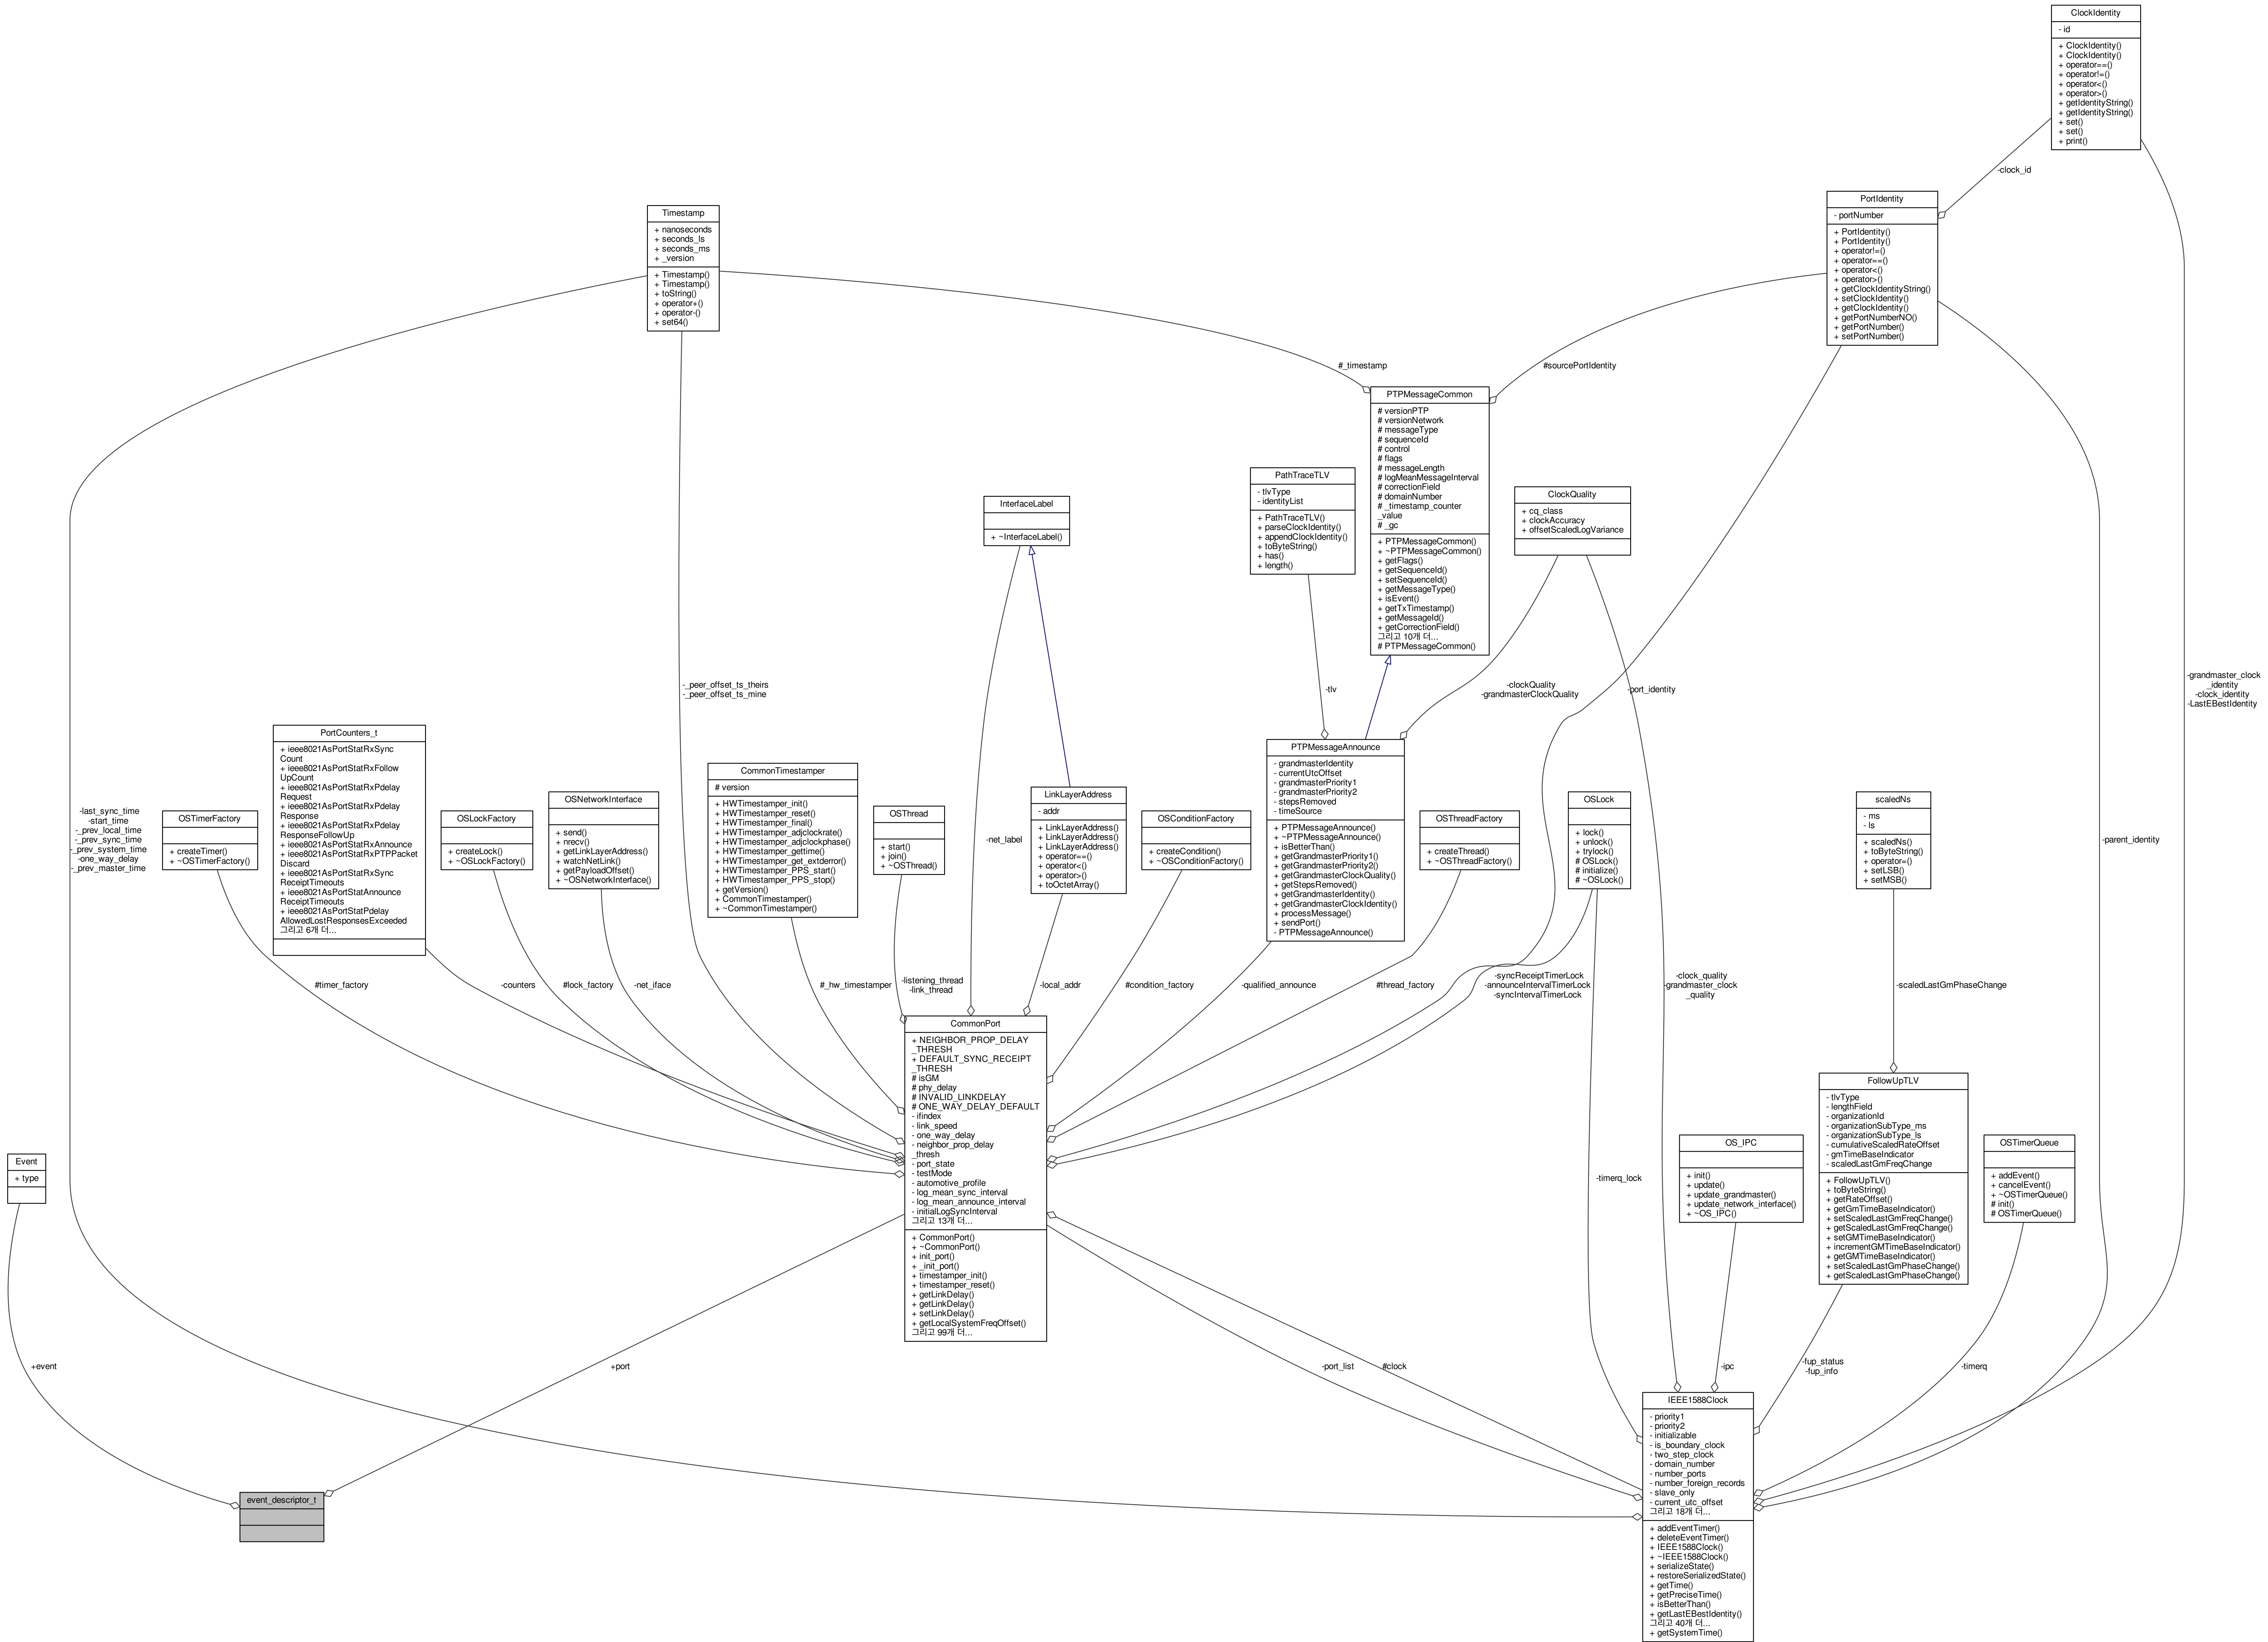 ClockIdentity
- id
+ ClockIdentity()
+ ClockIdentity()
+ operator==()
+ operator!=()
+ operator<()
+ operator>()
+ getIdentityString()
+ getIdentityString()
+ set()
+ set()
+ print()
-clock_id
PortIdentity
- portNumber
+ PortIdentity()
+ PortIdentity()
+ operator!=()
+ operator==()
+ operator<()
+ operator>()
+ getClockIdentityString()
+ setClockIdentity()
+ getClockIdentity()
+ getPortNumberNO()
+ getPortNumber()
+ setPortNumber()
Timestamp
+ nanoseconds
+ seconds_ls
+ seconds_ms
+ _version
+ Timestamp()
+ Timestamp()
+ toString()
+ operator+()
+ operator-()
+ set64()
#_timestamp
#sourcePortIdentity
PTPMessageCommon
# versionPTP
# versionNetwork
# messageType
# sequenceId
# control
# flags
# messageLength
# logMeanMessageInterval
# correctionField
# domainNumber
# _timestamp_counter
_value
# _gc
+ PTPMessageCommon()
+ ~PTPMessageCommon()
+ getFlags()
+ getSequenceId()
+ setSequenceId()
+ getMessageType()
+ isEvent()
+ getTxTimestamp()
+ getMessageId()
+ getCorrectionField()
그리고 10개 더...
# PTPMessageCommon()
PathTraceTLV
- tlvType
- identityList
+ PathTraceTLV()
+ parseClockIdentity()
+ appendClockIdentity()
+ toByteString()
+ has()
+ length()
ClockQuality
+ cq_class
+ clockAccuracy
+ offsetScaledLogVariance
InterfaceLabel
+ ~InterfaceLabel()
-_peer_offset_ts_theirs
-_peer_offset_ts_mine
-tlv
-clockQuality
-grandmasterClockQuality
-port_identity
-grandmaster_clock
_identity
-clock_identity
-LastEBestIdentity
PortCounters_t
+ ieee8021AsPortStatRxSync
Count
+ ieee8021AsPortStatRxFollow
UpCount
+ ieee8021AsPortStatRxPdelay
Request
+ ieee8021AsPortStatRxPdelay
Response
+ ieee8021AsPortStatRxPdelay
ResponseFollowUp
+ ieee8021AsPortStatRxAnnounce
+ ieee8021AsPortStatRxPTPPacket
Discard
+ ieee8021AsPortStatRxSync
ReceiptTimeouts
+ ieee8021AsPortStatAnnounce
ReceiptTimeouts
+ ieee8021AsPortStatPdelay
AllowedLostResponsesExceeded
그리고 6개 더...
-last_sync_time
-start_time
-_prev_local_time
-_prev_sync_time
-_prev_system_time
-one_way_delay
-_prev_master_time
OSTimerFactory
+ createTimer()
+ ~OSTimerFactory()
OSLockFactory
+ createLock()
+ ~OSLockFactory()
OSNetworkInterface
+ send()
+ nrecv()
+ getLinkLayerAddress()
+ watchNetLink()
+ getPayloadOffset()
+ ~OSNetworkInterface()
CommonTimestamper
# version
+ HWTimestamper_init()
+ HWTimestamper_reset()
+ HWTimestamper_final()
+ HWTimestamper_adjclockrate()
+ HWTimestamper_adjclockphase()
+ HWTimestamper_gettime()
+ HWTimestamper_get_extderror()
+ HWTimestamper_PPS_start()
+ HWTimestamper_PPS_stop()
+ getVersion()
+ CommonTimestamper()
+ ~CommonTimestamper()
OSThread
+ start()
+ join()
+ ~OSThread()
-net_label
LinkLayerAddress
- addr
+ LinkLayerAddress()
+ LinkLayerAddress()
+ LinkLayerAddress()
+ operator==()
+ operator<()
+ operator>()
+ toOctetArray()
OSConditionFactory
+ createCondition()
+ ~OSConditionFactory()
PTPMessageAnnounce
- grandmasterIdentity
- currentUtcOffset
- grandmasterPriority1
- grandmasterPriority2
- stepsRemoved
- timeSource
+ PTPMessageAnnounce()
+ ~PTPMessageAnnounce()
+ isBetterThan()
+ getGrandmasterPriority1()
+ getGrandmasterPriority2()
+ getGrandmasterClockQuality()
+ getStepsRemoved()
+ getGrandmasterIdentity()
+ getGrandmasterClockIdentity()
+ processMessage()
+ sendPort()
- PTPMessageAnnounce()
OSThreadFactory
+ createThread()
+ ~OSThreadFactory()
OSLock
+ lock()
+ unlock()
+ trylock()
# OSLock()
# initialize()
# ~OSLock()
scaledNs
- ms
- ls
+ scaledNs()
+ toByteString()
+ operator=()
+ setLSB()
+ setMSB()
-parent_identity
#timer_factory
-counters
#lock_factory
-net_iface
#_hw_timestamper
-listening_thread
-link_thread
-local_addr
#condition_factory
-qualified_announce
#thread_factory
-syncReceiptTimerLock
-announceIntervalTimerLock
-syncIntervalTimerLock
-clock_quality
-grandmaster_clock
_quality
-scaledLastGmPhaseChange
CommonPort
+ NEIGHBOR_PROP_DELAY
_THRESH
+ DEFAULT_SYNC_RECEIPT
_THRESH
# isGM
# phy_delay
# INVALID_LINKDELAY
# ONE_WAY_DELAY_DEFAULT
- ifindex
- link_speed
- one_way_delay
- neighbor_prop_delay
_thresh
- port_state
- testMode
- automotive_profile
- log_mean_sync_interval
- log_mean_announce_interval
- initialLogSyncInterval
그리고 13개 더...
+ CommonPort()
+ ~CommonPort()
+ init_port()
+ _init_port()
+ timestamper_init()
+ timestamper_reset()
+ getLinkDelay()
+ getLinkDelay()
+ setLinkDelay()
+ getLocalSystemFreqOffset()
그리고 99개 더...
FollowUpTLV
- tlvType
- lengthField
- organizationId
- organizationSubType_ms
- organizationSubType_ls
- cumulativeScaledRateOffset
- gmTimeBaseIndicator
- scaledLastGmFreqChange
+ FollowUpTLV()
+ toByteString()
+ getRateOffset()
+ getGmTimeBaseIndicator()
+ setScaledLastGmFreqChange()
+ getScaledLastGmFreqChange()
+ setGMTimeBaseIndicator()
+ incrementGMTimeBaseIndicator()
+ getGMTimeBaseIndicator()
+ setScaledLastGmPhaseChange()
+ getScaledLastGmPhaseChange()
OS_IPC
+ init()
+ update()
+ update_grandmaster()
+ update_network_interface()
+ ~OS_IPC()
OSTimerQueue
+ addEvent()
+ cancelEvent()
+ ~OSTimerQueue()
# init()
# OSTimerQueue()
-timerq_lock
Event
+ type
+event
+port
-port_list
#clock
-ipc
-fup_status
-fup_info
-timerq
IEEE1588Clock
- priority1
- priority2
- initializable
- is_boundary_clock
- two_step_clock
- domain_number
- number_ports
- number_foreign_records
- slave_only
- current_utc_offset
그리고 18개 더...
+ addEventTimer()
+ deleteEventTimer()
+ IEEE1588Clock()
+ ~IEEE1588Clock()
+ serializeState()
+ restoreSerializedState()
+ getTime()
+ getPreciseTime()
+ isBetterThan()
+ getLastEBestIdentity()
그리고 40개 더...
+ getSystemTime()
event_descriptor_t